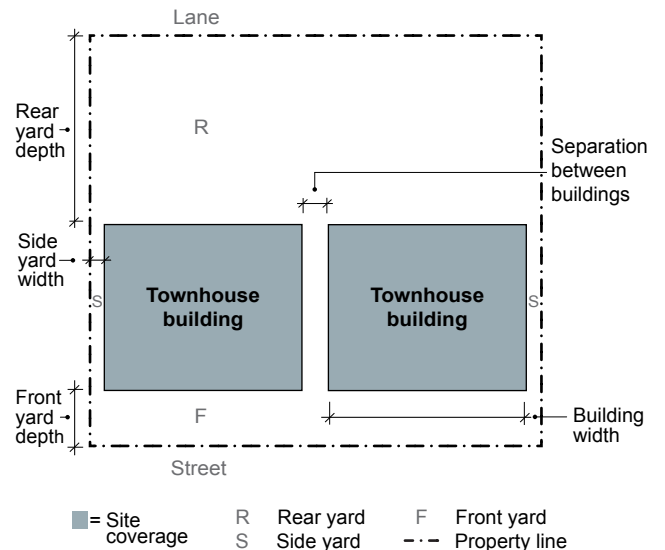 Lane
Rear
yard
depth
R
Separation
between
buildings
Side
yard
width
S
Townhouse
building
Townhouse
building
S
Front
yard
depth
F
Building
width
Street
= Site
coverage
R Rear yard
S Side yard
F Front yard
Property line